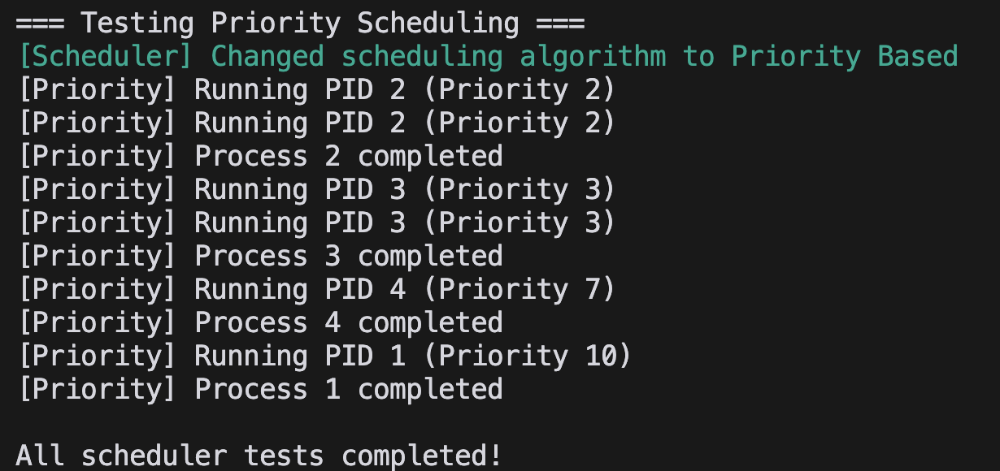 === Testing Priority Scheduling ===
[Scheduler] Changed scheduling algorithm to Priority Based
[Priority] Running PID 2 (Priority 2)
[Priority] Running PID 2 (Priority 2)
[Priority] Process 2 completed
[Priority] Running PID 3 (Priority 3)
[Priority] Running PID 3 (Priority 3)
[Priority] Process 3 completed
[Priority] Running PID 4 (Priority 7)
[Priority] Process 4 completed
[Priority] Running PID 1 (Priority 10)
[Priority] Process 1 completed

All scheduler tests completed!